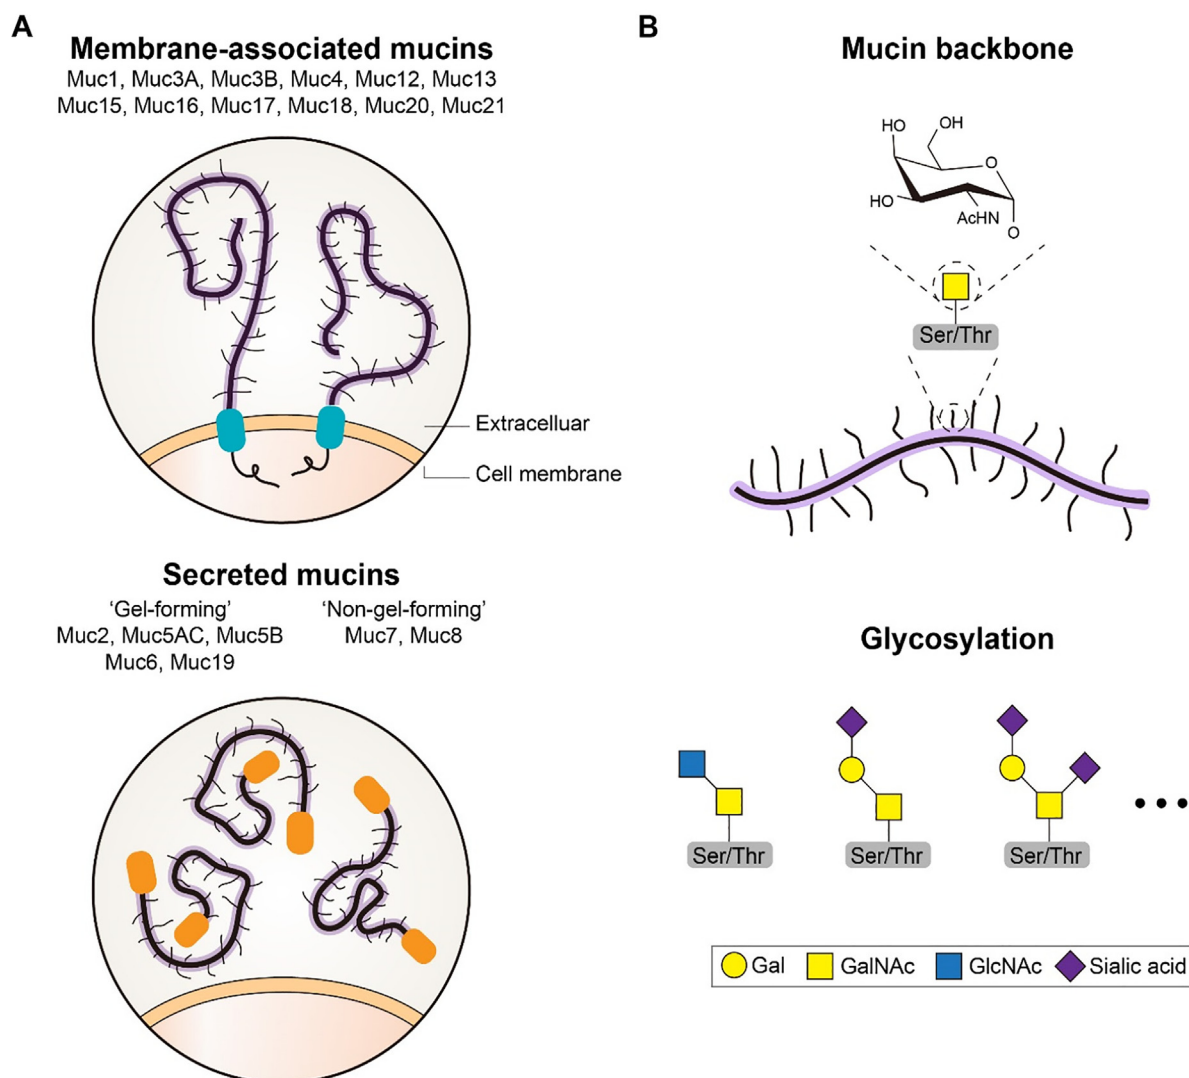 A
Membrane-associated mucins
Muc1, Muc3A, Muc3B, Muc4, Muc12, Muc13
Muc15, Muc16, Muc17, Muc18, Muc20, Muc21
Extracelluar
Cell membrane
Secreted mucins
‘Gel-forming’
Muc2, Muc5AC, Muc5B
Muc6, Muc19
‘Non-gel-forming’
Muc7, Muc8
B
Mucin backbone
HO
OH
O
HO
AcHN
O
Ser/Thr
Glycosylation
Ser/Thr
Ser/Thr
Ser/Thr
Gal
GalNAc
GlcNAc
Sialic acid